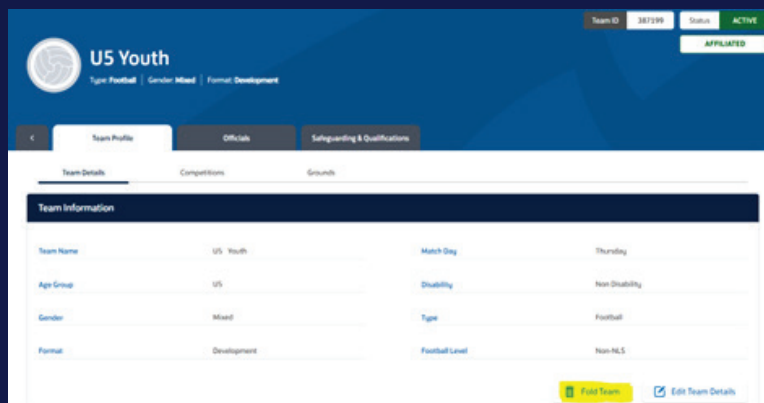 Team ID 387199 Status ACTIVE
AFFILIATED
U5 Youth
Type: Football | Gender: Mixed | Format: Development
< Team Profile Officials Safeguarding & Qualifications
Team Details Competitions Grounds
Team Information
Team Name U5 Youth Match Day Thursday
Age Group U5 Disability Non Disability
Gender Mixed Type Football
Format Development Football Level Non-NLS
Fold Team Edit Team Details